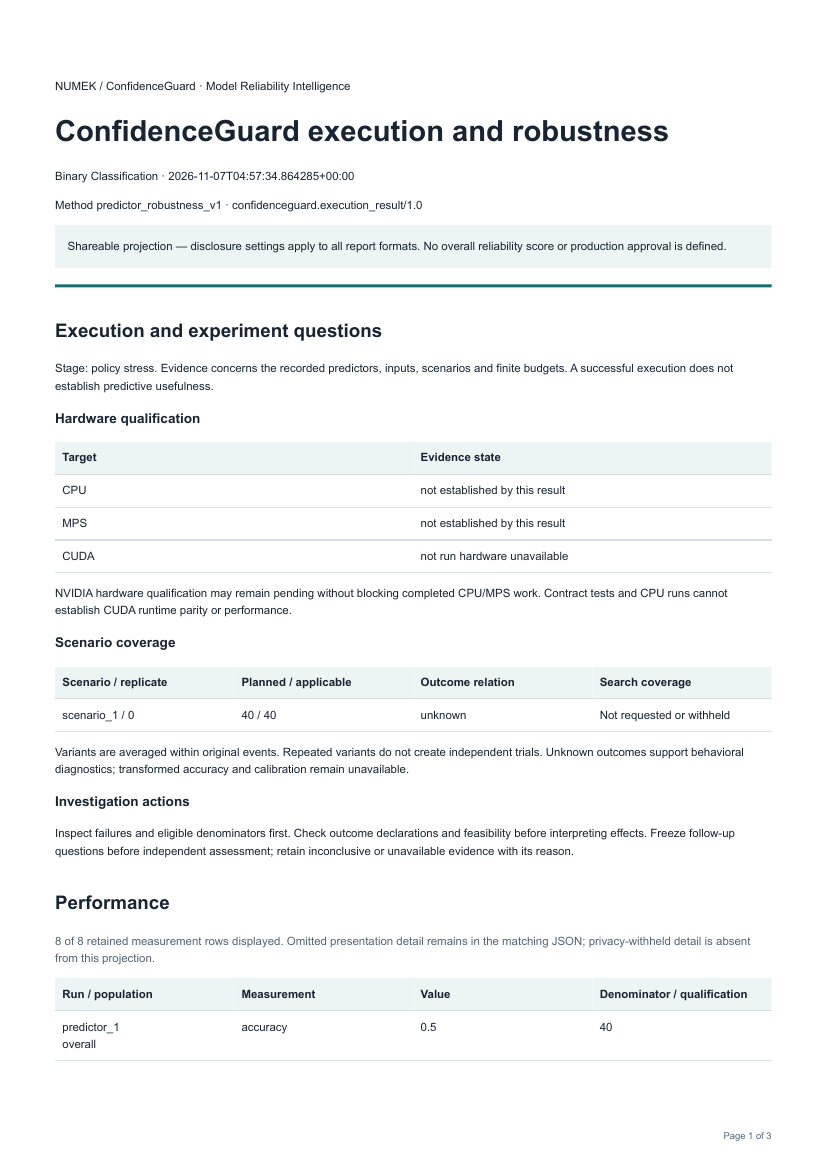 NUMEK / ConfidenceGuard · Model Reliability Intelligence
ConfidenceGuard execution and robustness
Binary Classification · 2026-11-07T04:57:34.864285+00:00
Method predictor_robustness_v1 · confidenceguard.execution_result/1.0
Shareable projection — disclosure settings apply to all report formats. No overall reliability score or production approval is defined.
Execution and experiment questions
Stage: policy stress. Evidence concerns the recorded predictors, inputs, scenarios and finite budgets. A successful execution does not
establish predictive usefulness.
Hardware qualification
Target Evidence state
CPU not established by this result
MPS not established by this result
CUDA not run hardware unavailable
NVIDIA hardware qualification may remain pending without blocking completed CPU/MPS work. Contract tests and CPU runs cannot
establish CUDA runtime parity or performance.
Scenario coverage
Scenario / replicate Planned / applicable Outcome relation Search coverage
scenario_1 / 0 40 / 40 unknown Not requested or withheld
Variants are averaged within original events. Repeated variants do not create independent trials. Unknown outcomes support behavioral
diagnostics; transformed accuracy and calibration remain unavailable.
Investigation actions
Inspect failures and eligible denominators first. Check outcome declarations and feasibility before interpreting effects. Freeze follow-up
questions before independent assessment; retain inconclusive or unavailable evidence with its reason.
Performance
8 of 8 retained measurement rows displayed. Omitted presentation detail remains in the matching JSON; privacy-withheld detail is absent
from this projection.
Run / population Measurement Value Denominator / qualification
predictor_1 accuracy 0.5 40
overall
Page 1 of 3